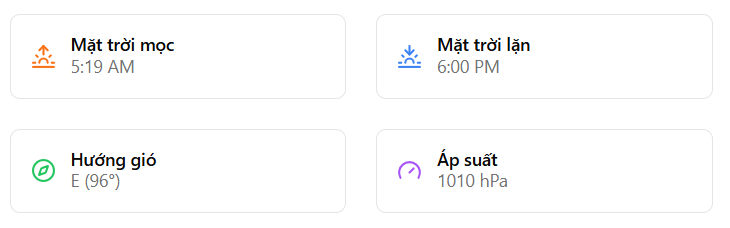 Mặt trời mọc
5:19 AM
Mặt trời lặn
6:00 PM
Hướng gió
E (96°)
Áp suất
1010 hPa